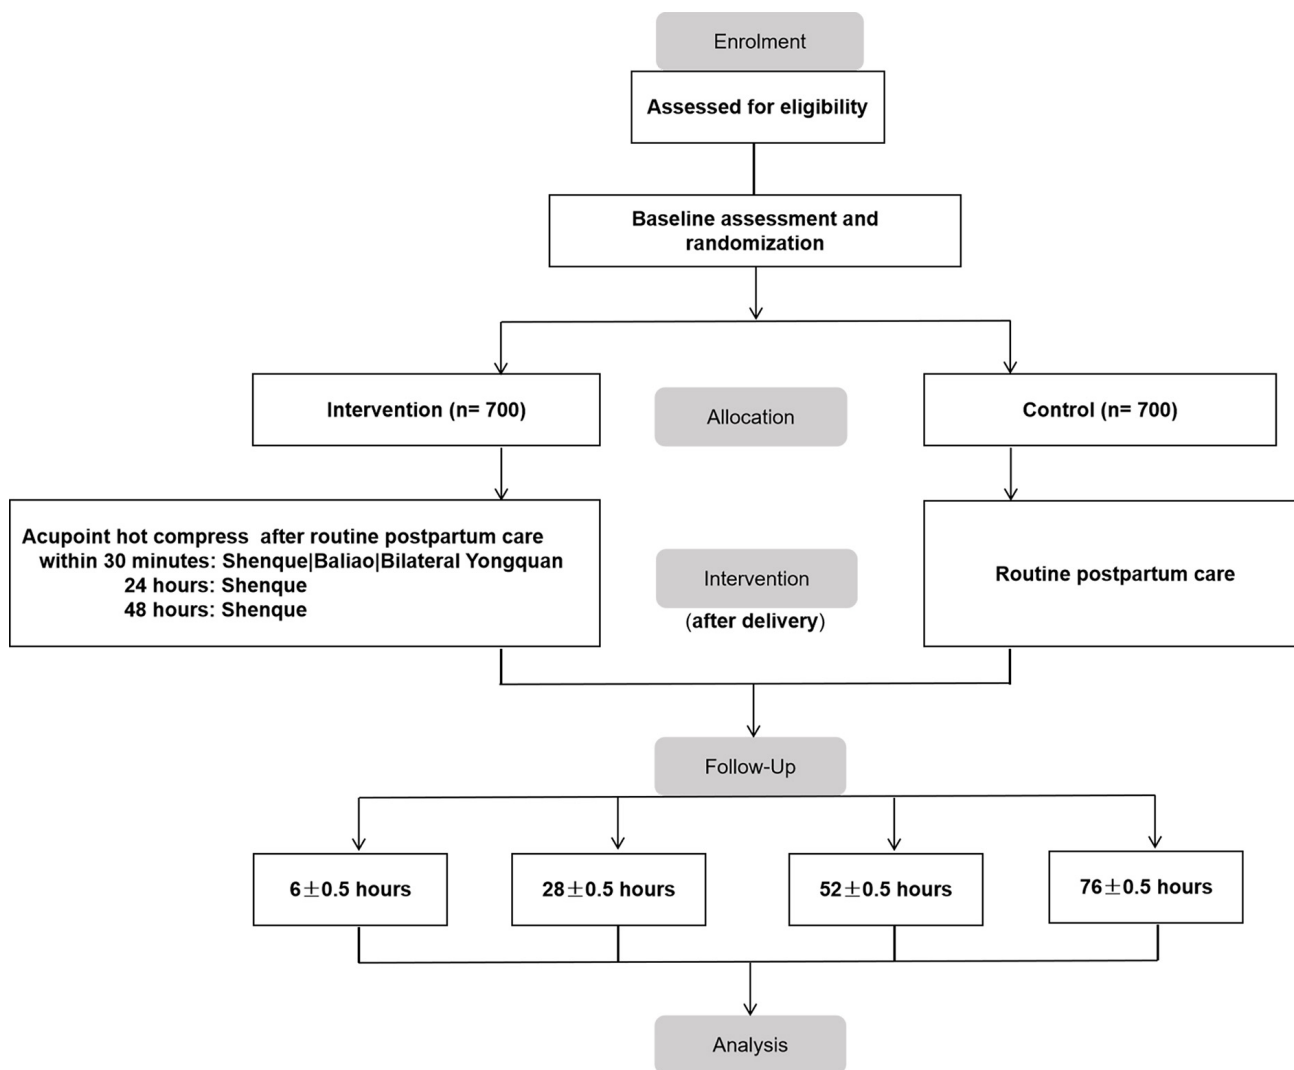 Enrolment
Assessed for eligibility
Baseline assessment and
randomization
Intervention (n= 700)
Allocation
Control (n= 700)
Acupoint hot compress after routine postpartum care
within 30 minutes: Shenque|Baliao|Bilateral Yongquan
24 hours: Shenque
48 hours: Shenque
Intervention
(after delivery)
Routine postpartum care
Follow-Up
6±0.5 hours
28±0.5 hours
52±0.5 hours
76±0.5 hours
Analysis